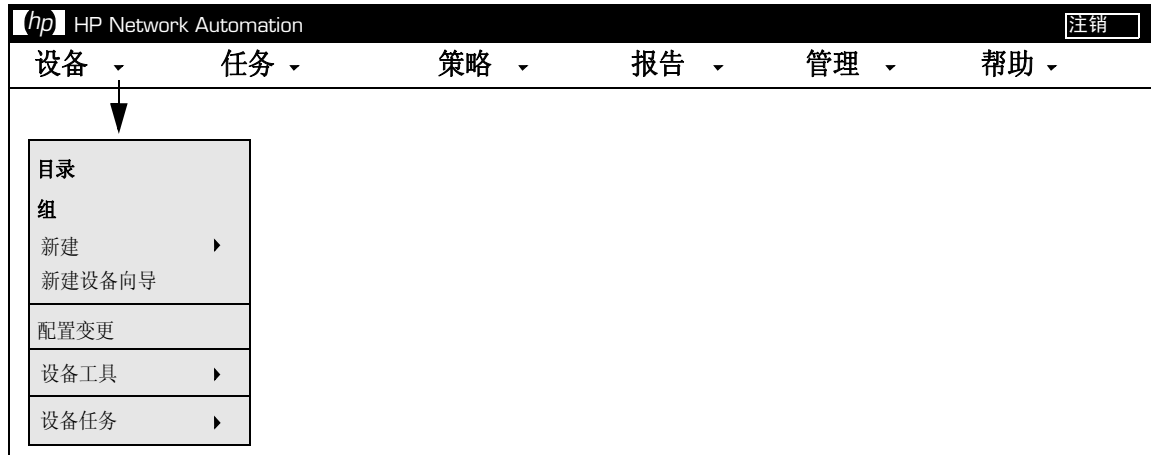 hp HP Network Automation 注销
设备 任务 策略 报告 管理 帮助
目录
组
新建
新建设备向导
配置变更
设备工具
设备任务